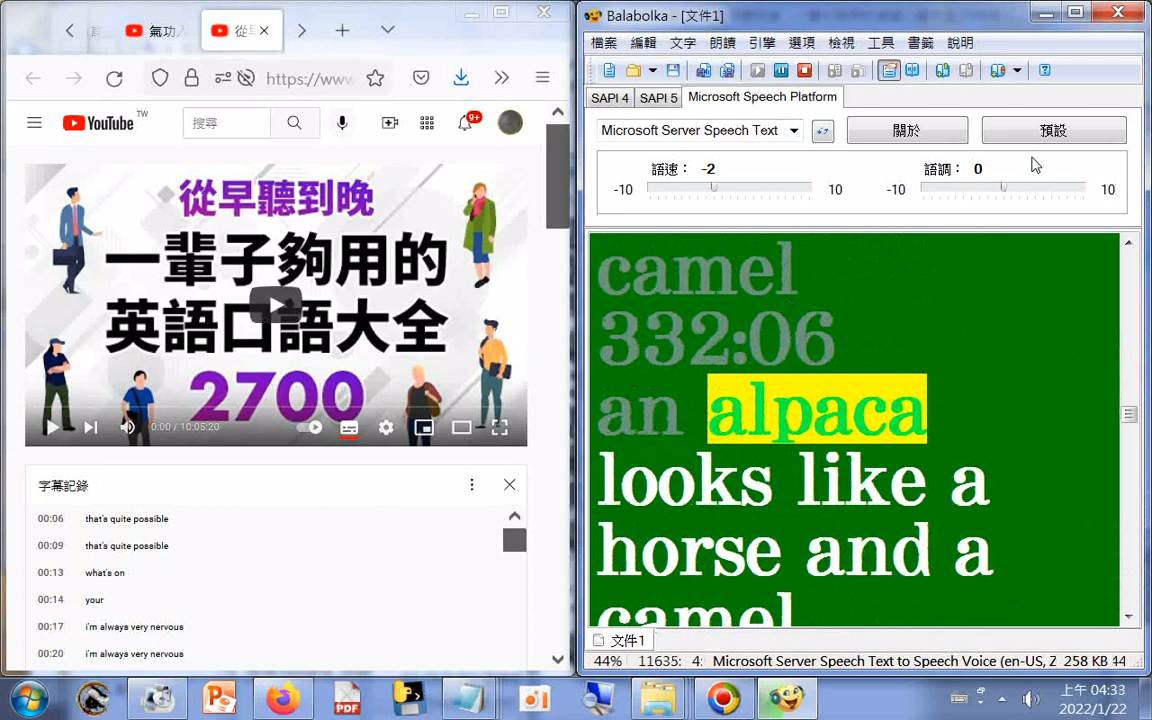 氣功
從
https://www
YouTube TW
搜尋
9+
從早聽到晚
一輩子夠用的
英語口語大全
2700
0:00 / 10:05:20
字幕記錄
00:06 that's quite possible
00:09 that's quite possible
00:13 what's on
00:14 your
00:17 i'm always very nervous
00:20 i'm always very nervous
Balabolka - [文件1]
檔案 編輯 文字 朗讀 引擎 選項 檢視 工具 書籤 說明
SAPI 4 SAPI 5 Microsoft Speech Platform
Microsoft Server Speech Text 關於 預設
語速： -2 語調： 0
-10 10 -10 10
camel
332:06
an alpaca
looks like a
horse and a
camel
文件1
44% 11635: 4: Microsoft Server Speech Text to Speech Voice (en-US, Z 258 KB 44
PDF
上午 04:33
2022/1/22